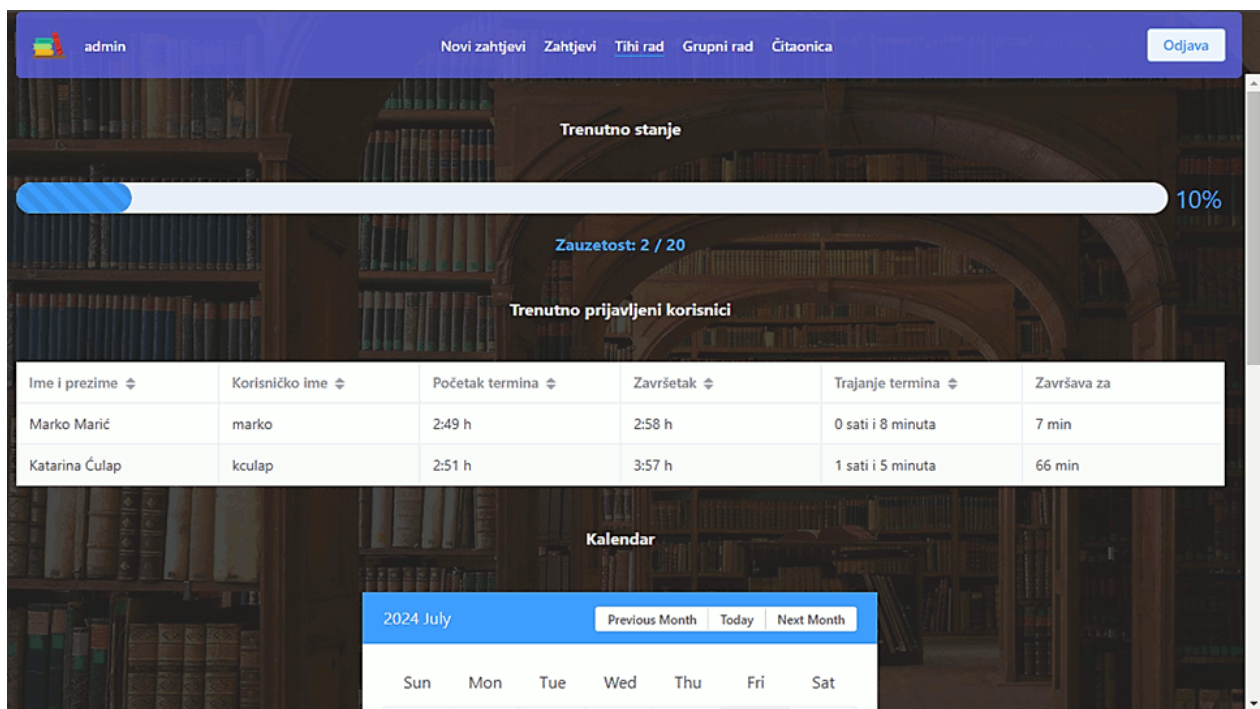 admin Novi zahtjevi Zahtjevi Tihi rad Grupni rad Čitaonica Odjava
Trenutno stanje
10%
Zauzetost: 2 / 20
Trenutno prijavljeni korisnici
Ime i prezime Korisničko ime Početak termina Završetak Trajanje termina Završava za
Marko Marić marko 2:49 h 2:58 h 0 sati i 8 minuta 7 min
Katarina Ćulap kculap 2:51 h 3:57 h 1 sati i 5 minuta 66 min
Kalendar
2024 July Previous Month Today Next Month
Sun Mon Tue Wed Thu Fri Sat